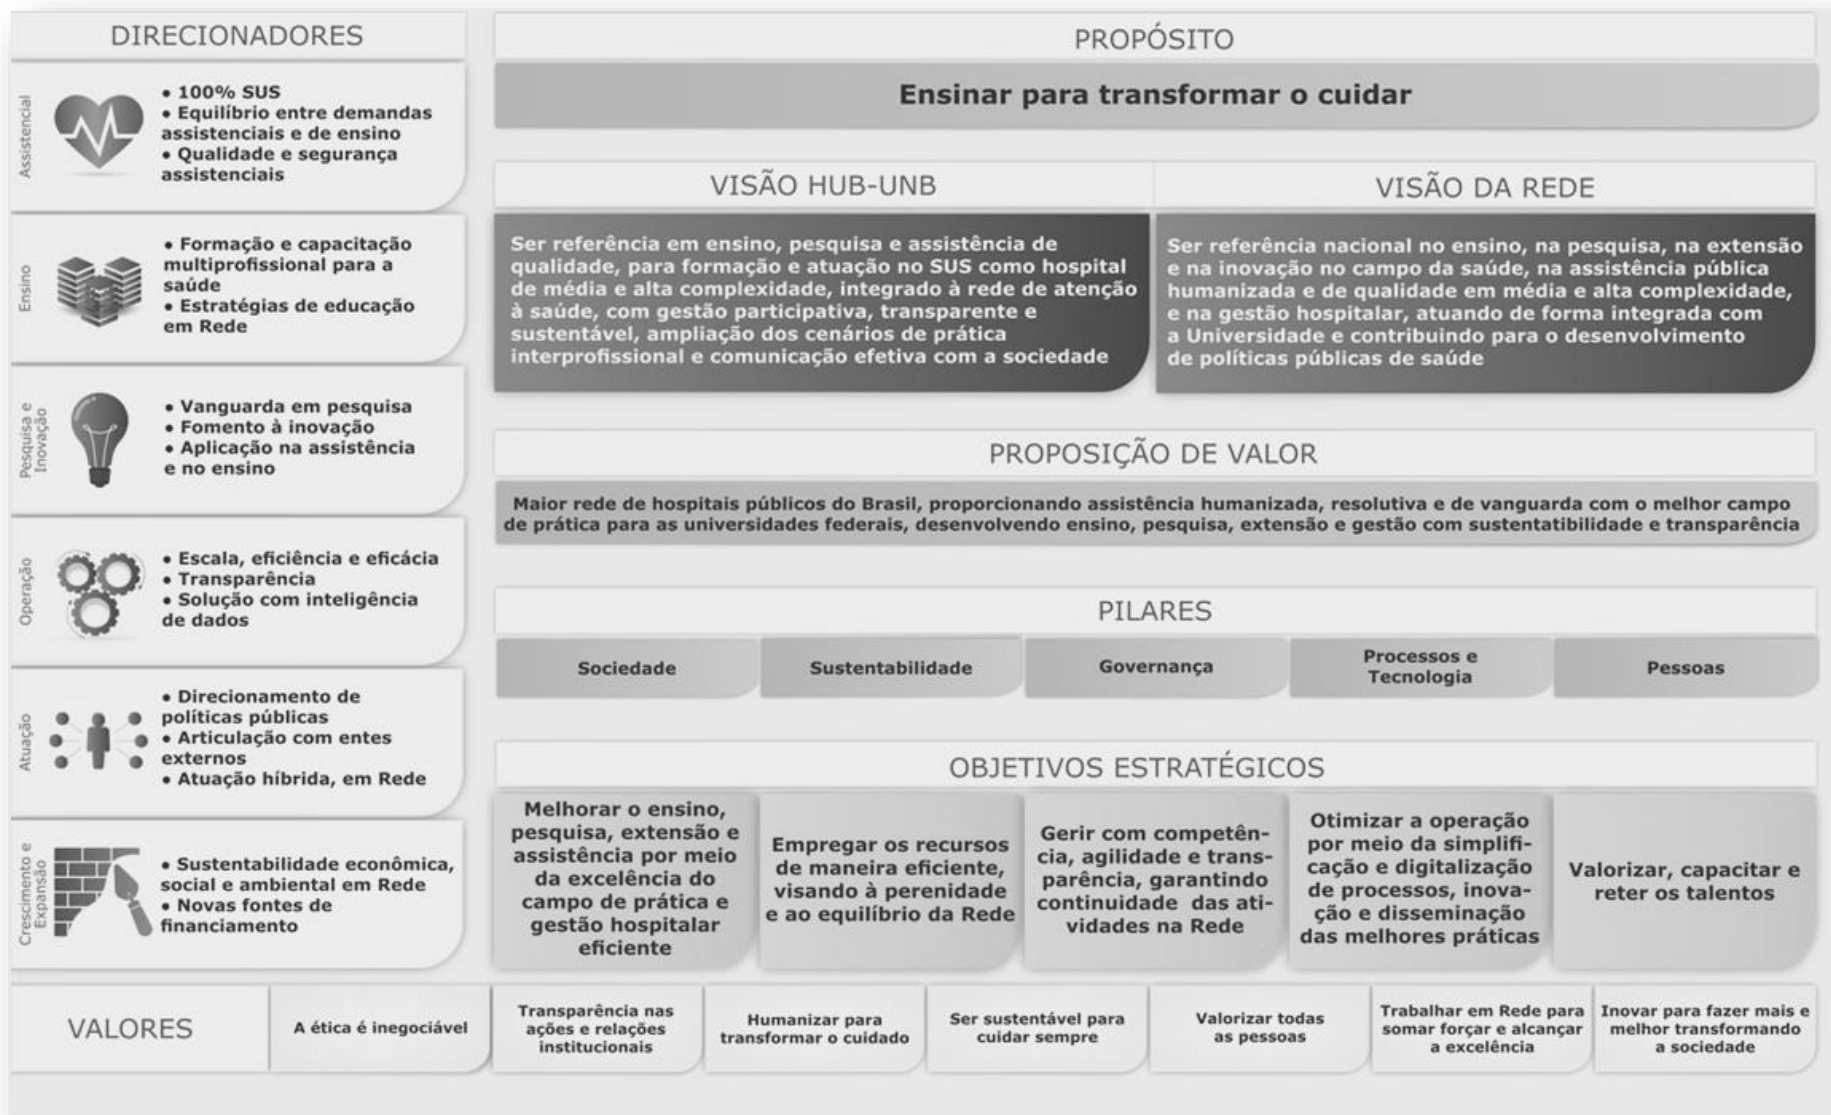 DIRECIONADORES
Assistencial
• 100% SUS
• Equilíbrio entre demandas
assistenciais e de ensino
• Qualidade e segurança
assistenciais
Ensino
• Formação e capacitação
multiprofissional para a
saúde
• Estratégias de educação
em Rede
Pesquisa e
Inovação
• Vanguarda em pesquisa
• Fomento à inovação
• Aplicação na assistência
e no ensino
Operação
• Escala, eficiência e eficácia
• Transparência
• Solução com inteligência
de dados
Atuação
• Direcionamento de
políticas públicas
• Articulação com entes
externos
• Atuação híbrida, em Rede
Crescimento e
Expansão
• Sustentabilidade econômica,
social e ambiental em Rede
• Novas fontes de
financiamento
PROPÓSITO
Ensinar para transformar o cuidar
VISÃO HUB-UNB
Ser referência em ensino, pesquisa e assistência de
qualidade, para formação e atuação no SUS como hospital
de média e alta complexidade, integrado à rede de atenção
à saúde, com gestão participativa, transparente e
sustentável, ampliação dos cenários de prática
interprofissional e comunicação efetiva com a sociedade
VISÃO DA REDE
Ser referência nacional no ensino, na pesquisa, na extensão
e na inovação no campo da saúde, na assistência pública
humanizada e de qualidade em média e alta complexidade,
e na gestão hospitalar, atuando de forma integrada com
a Universidade e contribuindo para o desenvolvimento
de políticas públicas de saúde
PROPOSIÇÃO DE VALOR
Maior rede de hospitais públicos do Brasil, proporcionando assistência humanizada, resolutiva e de vanguarda com o melhor campo
de prática para as universidades federais, desenvolvendo ensino, pesquisa, extensão e gestão com sustentatibilidade e transparência
PILARES
Sociedade
Sustentabilidade
Governança
Processos e
Tecnologia
Pessoas
OBJETIVOS ESTRATÉGICOS
Melhorar o ensino,
pesquisa, extensão e
assistência por meio
da excelência do
campo de prática e
gestão hospitalar
eficiente
Empregar os recursos
de maneira eficiente,
visando à perenidade
e ao equilíbrio da Rede
Gerir com competên-
cia, agilidade e trans-
parência, garantindo
continuidade das ati-
vidades na Rede
Otimizar a operação
por meio da simplifi-
cação e digitalização
de processos, inova-
ção e disseminação
das melhores práticas
Valorizar, capacitar e
reter os talentos
VALORES
A ética é inegociável
Transparência nas
ações e relações
institucionais
Humanizar para
transformar o cuidado
Ser sustentável para
cuidar sempre
Valorizar todas
as pessoas
Trabalhar em Rede para
somar forçar e alcançar
a excelência
Inovar para fazer mais e
melhor transformando
a sociedade